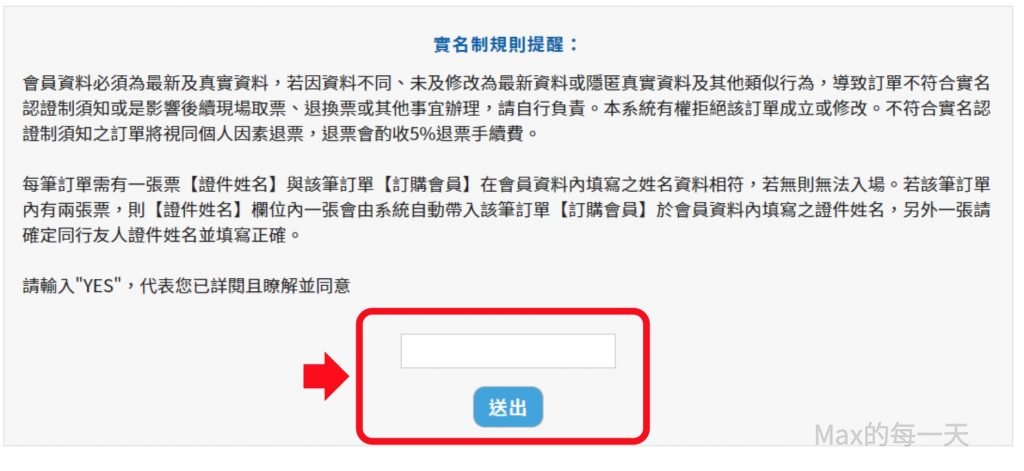 實名制規則提醒：
會員資料必須為最新及真實資料，若因資料不同、未及修改為最新資料或隱匿真實資料及其他類似行為，導致訂單不符合實名
認證制須知或是影響後續現場取票、退換票或其他事宜辦理，請自行負責。本系統有權拒絕該訂單成立或修改。不符合實名認
證制須知之訂單將視同個人因素退票，退票會酌收5%退票手續費。
每筆訂單需有一張票【證件姓名】與該筆訂單【訂購會員】在會員資料內填寫之姓名資料相符，若無則無法入場。若該筆訂單
內有兩張票，則【證件姓名】欄位內一張會由系統自動帶入該筆訂單【訂購會員】於會員資料內填寫之證件姓名，另外一張請
確定同行友人證件姓名並填寫正確。
請輸入"YES"，代表您已詳閱且瞭解並同意
送出
Max的每一天